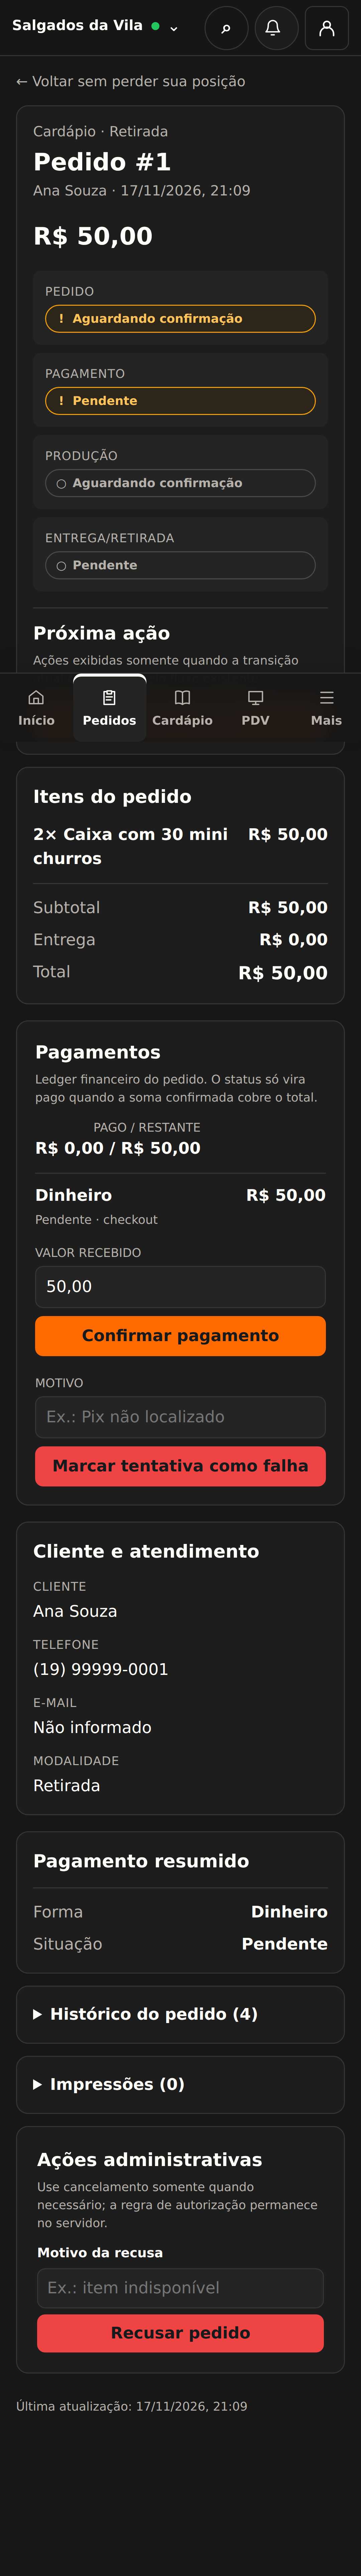 Salgados da Vila
← Voltar sem perder sua posição
Cardápio · Retirada
Pedido #1
Ana Souza · 17/11/2026, 21:09
R$ 50,00
PEDIDO
! Aguardando confirmação
PAGAMENTO
! Pendente
PRODUÇÃO
○ Aguardando confirmação
ENTREGA/RETIRADA
○ Pendente
Próxima ação
Ações exibidas somente quando a transição
Início
Pedidos
Cardápio
PDV
Mais
Itens do pedido
2× Caixa com 30 mini R$ 50,00
churros
Subtotal R$ 50,00
Entrega R$ 0,00
Total R$ 50,00
Pagamentos
Ledger financeiro do pedido. O status só vira
pago quando a soma confirmada cobre o total.
PAGO / RESTANTE
R$ 0,00 / R$ 50,00
Dinheiro R$ 50,00
Pendente · checkout
VALOR RECEBIDO
50,00
Confirmar pagamento
MOTIVO
Ex.: Pix não localizado
Marcar tentativa como falha
Cliente e atendimento
CLIENTE
Ana Souza
TELEFONE
(19) 99999-0001
E-MAIL
Não informado
MODALIDADE
Retirada
Pagamento resumido
Forma Dinheiro
Situação Pendente
▶ Histórico do pedido (4)
▶ Impressões (0)
Ações administrativas
Use cancelamento somente quando
necessário; a regra de autorização permanece
no servidor.
Motivo da recusa
Ex.: item indisponível
Recusar pedido
Última atualização: 17/11/2026, 21:09